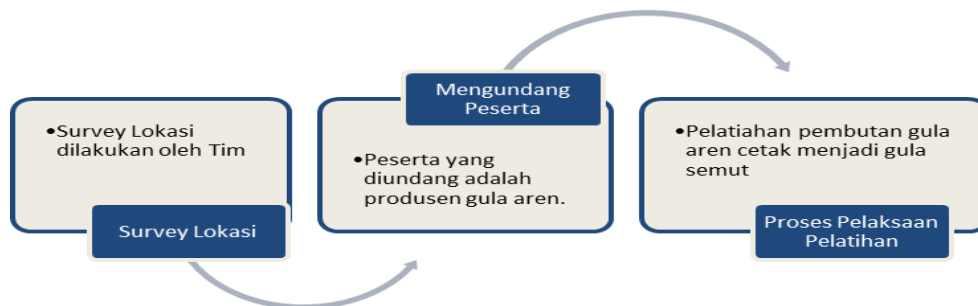 •Survey Lokasi
dilakukan oleh Tim
Survey Lokasi
Mengundang
Peserta
•Peserta yang
diundang adalah
produsen gula aren.
•Pelatiahan pembutan gula
aren cetak menjadi gula
semut
Proses Pelaksaan
Pelatihan